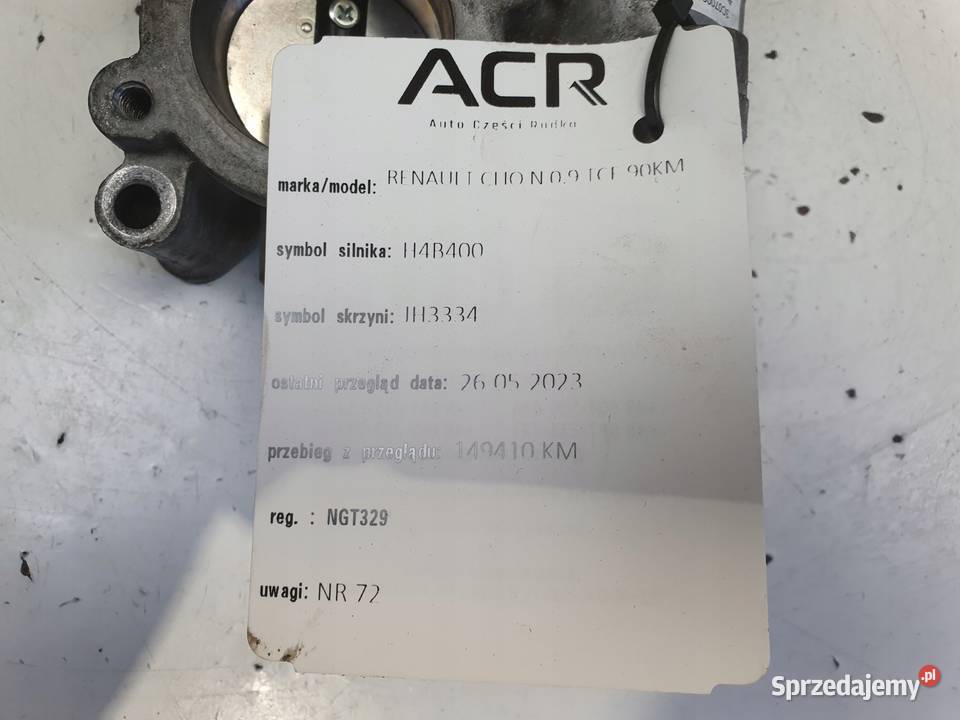 ACR
Auto Części Rudka
marka/model: RENAULT CLIO IV 0.9 TCE 90KM
symbol silnika: H4B400
symbol skrzyni: JH3334
ostatni przegląd data: 26.05.2023
przebieg z przeglądu: 149410 KM
reg. : NGT329
uwagi: NR 72
Sprzedajemy.pl